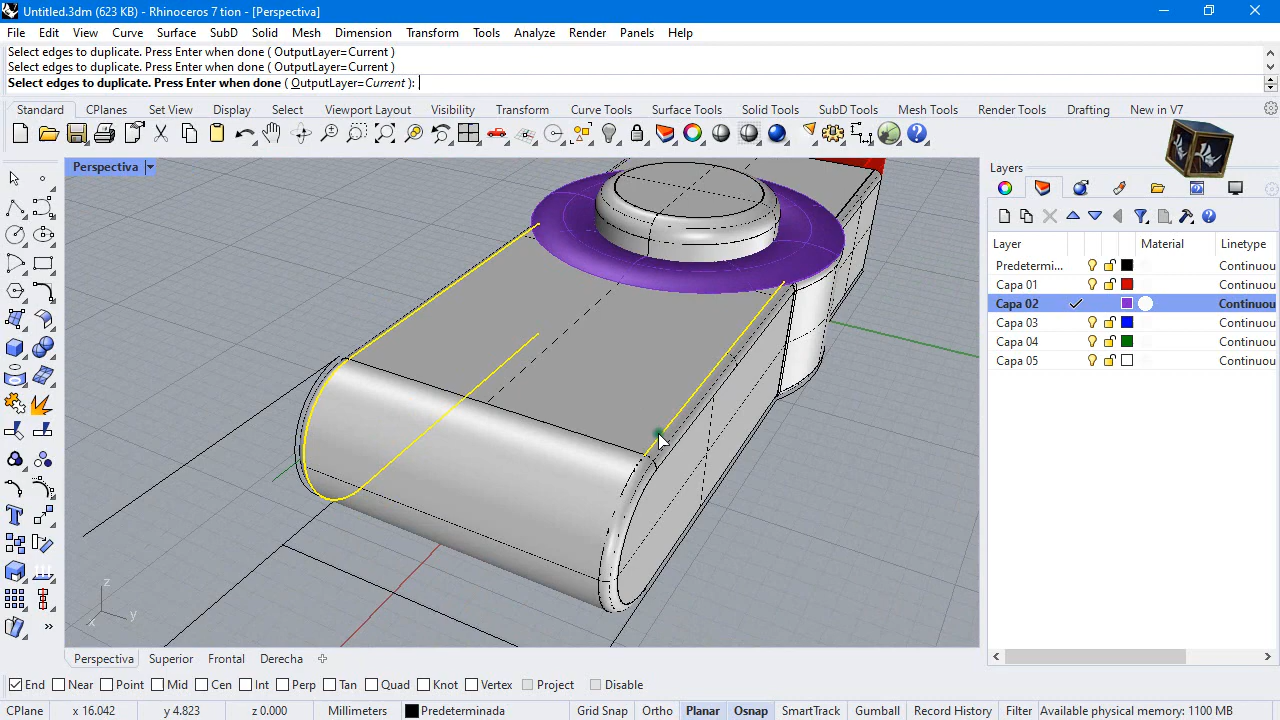 Untitled.3dm (623 KB) - Rhinoceros 7 tion - [Perspectiva]
File Edit View Curve Surface SubD Solid Mesh Dimension Transform Tools Analyze Render Panels Help
Select edges to duplicate. Press Enter when done ( OutputLayer=Current )
Select edges to duplicate. Press Enter when done ( OutputLayer=Current )
Select edges to duplicate. Press Enter when done ( OutputLayer=Current ):
Standard CPlanes Set View Display Select Viewport Layout Visibility Transform Curve Tools Surface Tools Solid Tools SubD Tools Mesh Tools Render Tools Drafting New in V7
Perspectiva
Layers
Layer Material Linetype
Predetermi... Continuou
Capa 01 Continuou
Capa 02 Continuou
Capa 03 Continuou
Capa 04 Continuou
Capa 05 Continuou
z
y
x
Perspectiva Superior Frontal Derecha
End Near Point Mid Cen Int Perp Tan Quad Knot Vertex Project Disable
CPlane x 16.042 y 4.823 z 0.000 Millimeters Predeterminada Grid Snap Ortho Planar Osnap SmartTrack Gumball Record History Filter Available physical memory: 1100 MB